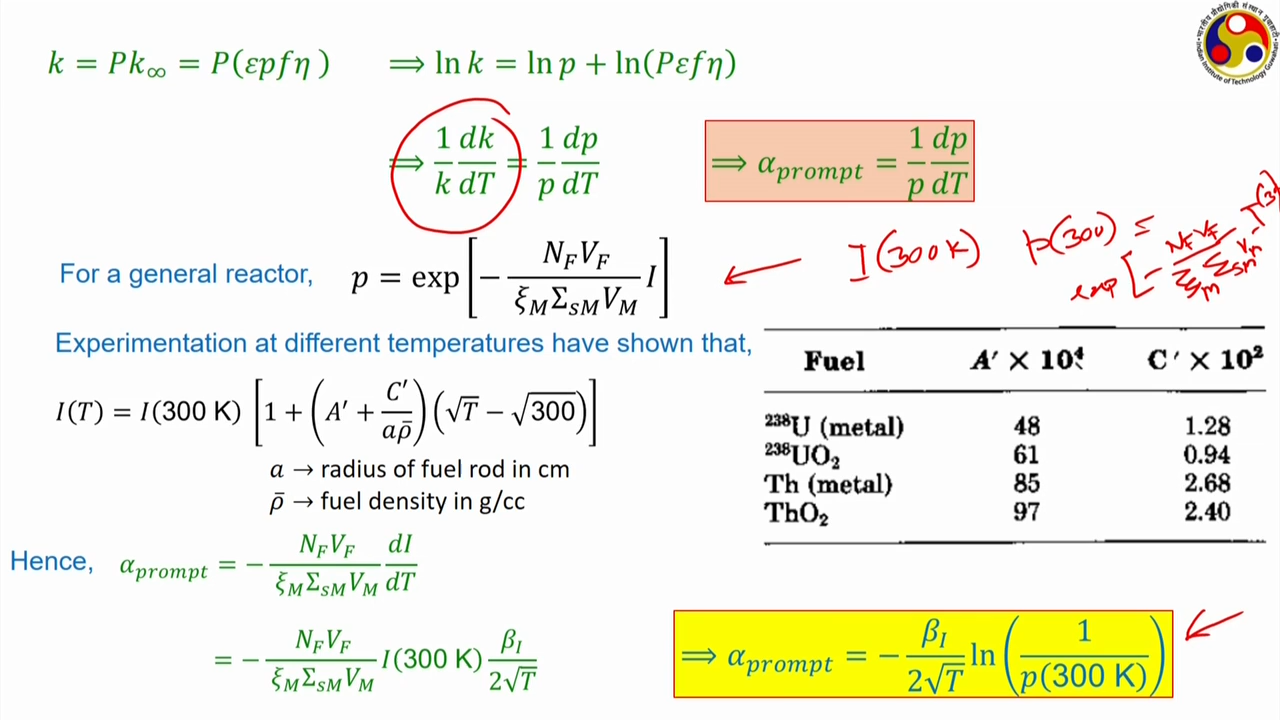 k = Pk∞ = P(εpfη) ⟹ ln k = ln p + ln(Pεfη)
⟹ 1/k dk/dT = 1/p dp/dT ⟹ α_prompt = 1/p dp/dT
For a general reactor, p = exp[− N_F V_F / ξ_M Σ_sM V_M I]
I(300K) p(300) =
exp[− N_F V_F / ξ_M Σ_sM V_m
Experimentation at different temperatures have shown that,
I(T) = I(300 K) [1 + (A′ + C′/aρ̄)(√T − √300)]
a → radius of fuel rod in cm
ρ̄ → fuel density in g/cc
Fuel A′ × 10⁴ C′ × 10²
²³⁸U (metal) 48 1.28
²³⁸UO₂ 61 0.94
Th (metal) 85 2.68
ThO₂ 97 2.40
Hence, α_prompt = − N_F V_F / ξ_M Σ_sM V_M dI/dT
= − N_F V_F / ξ_M Σ_sM V_M I(300 K) β_I / 2√T
⟹ α_prompt = − β_I / 2√T ln(1 / p(300 K))